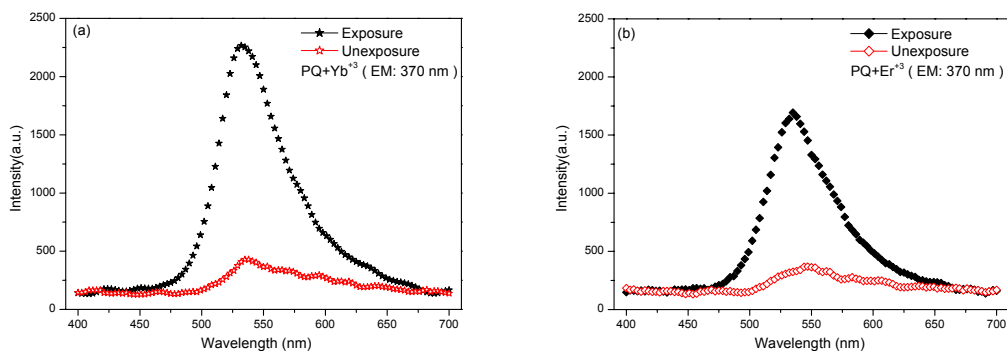 (a)
Exposure
Unexposure
PQ+Yb+3 ( EM: 370 nm )
2500
2000
1500
1000
500
0
Intensity(a.u.)
400 450 500 550 600 650 700
Wavelength (nm)
(b)
Exposure
Unexposure
PQ+Er+3 ( EM: 370 nm )
2500
2000
1500
1000
500
0
Intensity(a.u.)
400 450 500 550 600 650 700
Wavelength (nm)